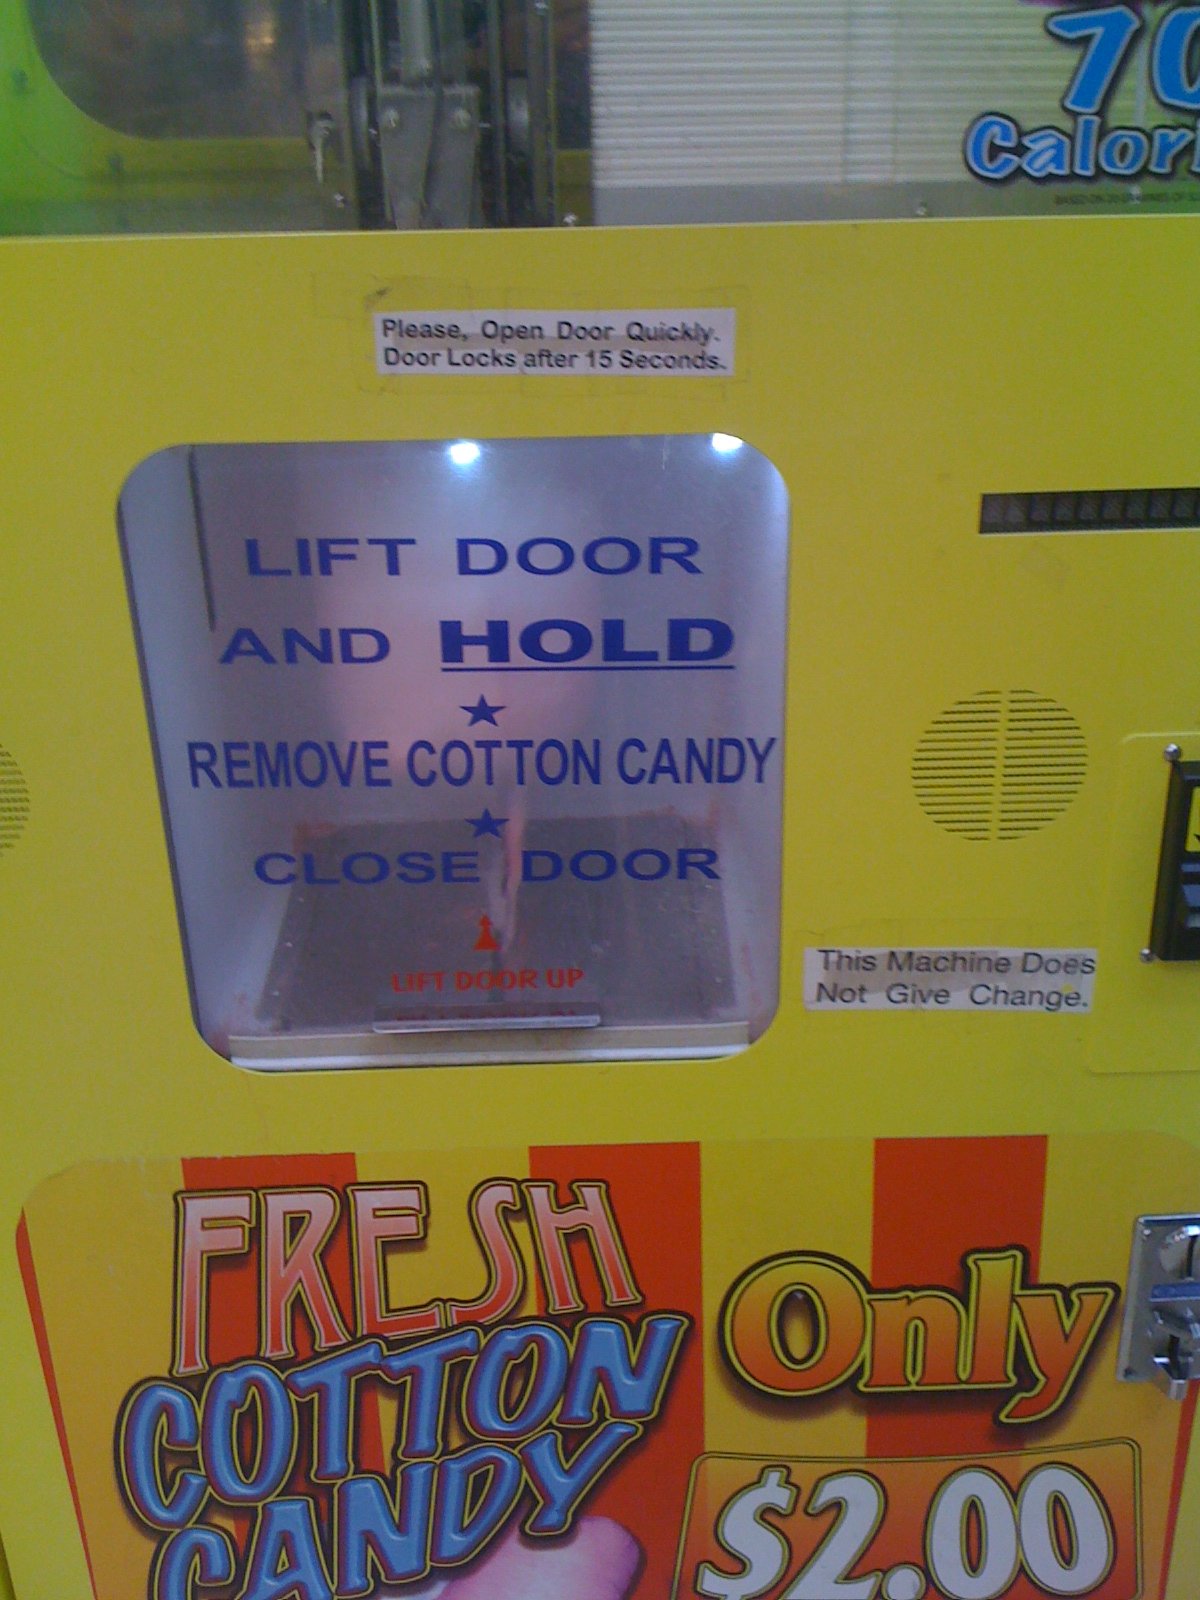 70
Calori
Please, Open Door Quickly.
Door Locks after 15 Seconds.
LIFT DOOR
AND HOLD
★
REMOVE COTTON CANDY
★
CLOSE DOOR
LIFT DOOR UP
This Machine Does
Not Give Change.
FRESH
COTTON
CANDY
Only
$2.00